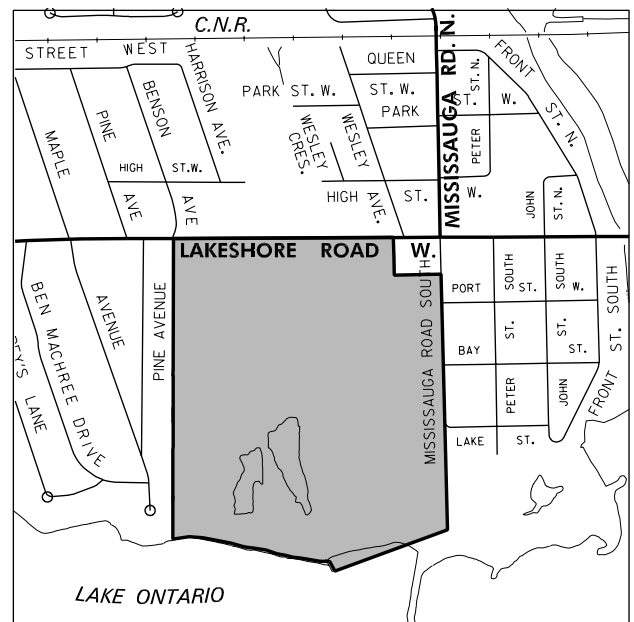 C.N.R.
STREET WEST
HARRISON AVE.
MAPLE
PINE
AVE
BENSON
AVE
HIGH ST.W.
PARK ST. W.
WESLEY CRES.
WESLEY AVE.
QUEEN
ST. W.
PARK
HIGH ST. W.
MISSISSAUGA RD. N.
ST. W.
PETER ST. N.
FRONT ST. N.
JOHN ST. N.
LAKESHORE ROAD W.
BEN MACHREE DRIVE
AVENUE
PINE AVENUE
LANE
MISSISSAUGA ROAD SOUTH
PORT ST. W.
BAY ST.
LAKE ST.
PETER ST. SOUTH
JOHN ST. SOUTH
FRONT ST. SOUTH
LAKE ONTARIO